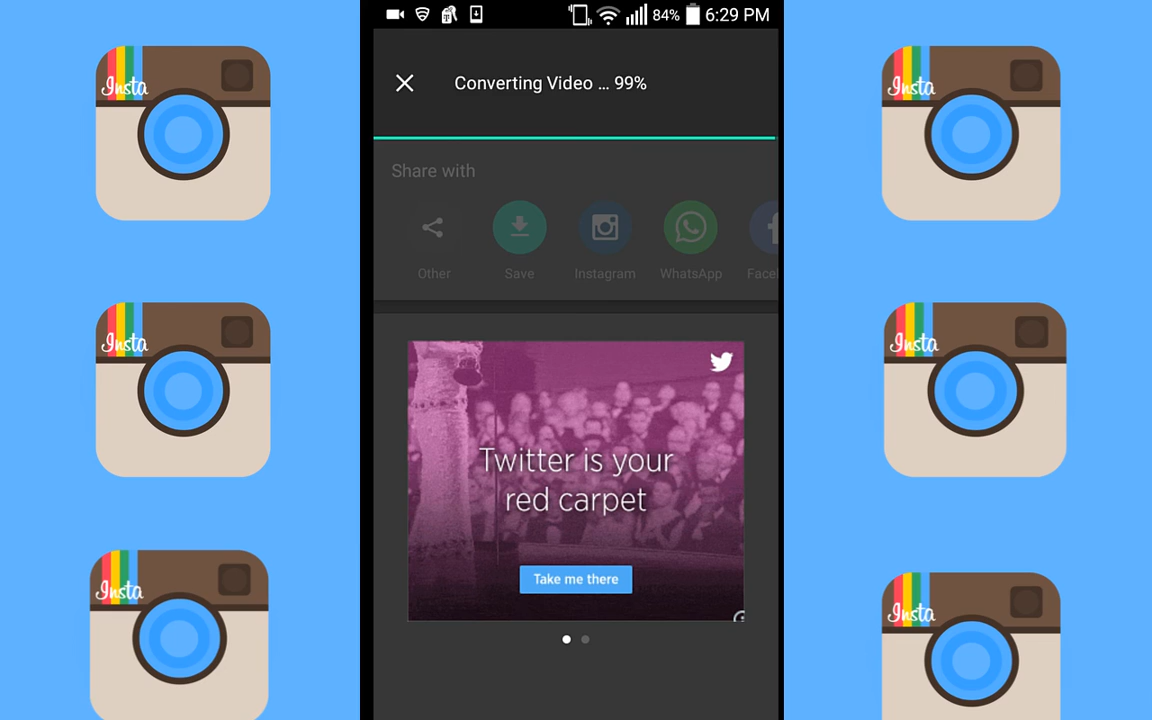 84% 6:29 PM
Converting Video ... 99%
Share with
Other Save Instagram WhatsApp Facel
Twitter is your
red carpet
Take me there
Insta
Insta
Insta
Insta
Insta
Insta